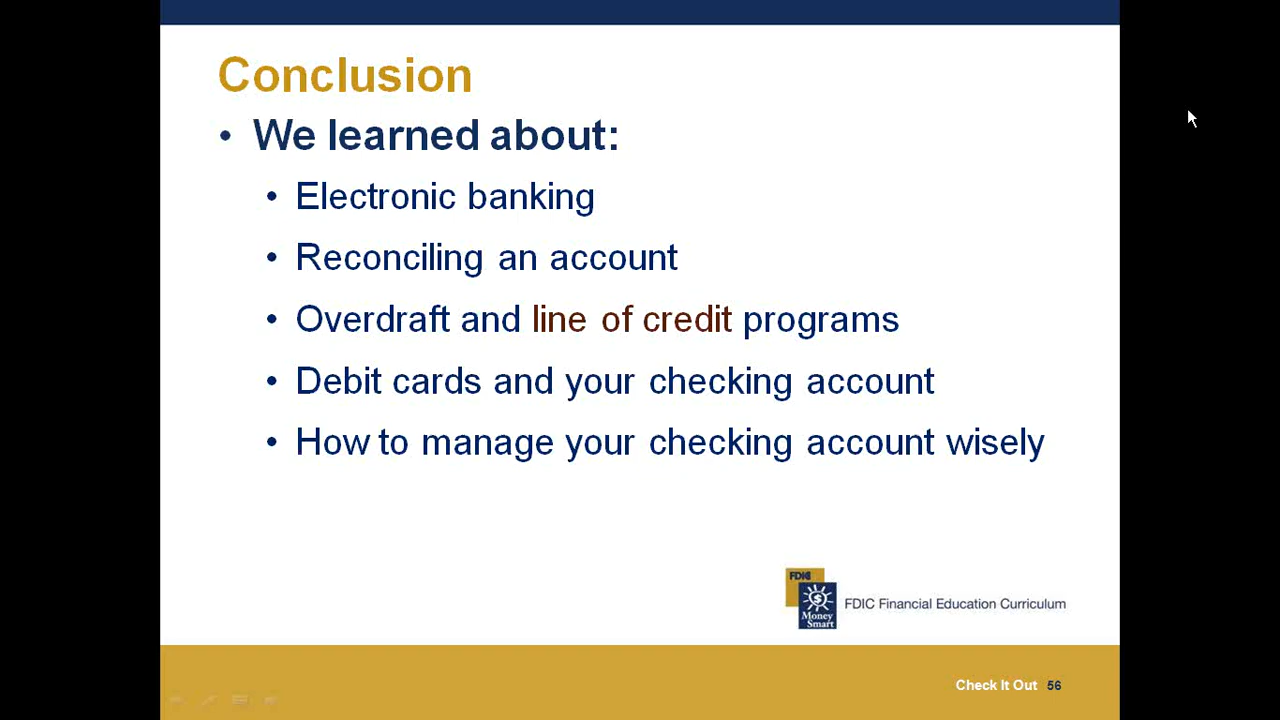 Conclusion
• We learned about:
• Electronic banking
• Reconciling an account
• Overdraft and line of credit programs
• Debit cards and your checking account
• How to manage your checking account wisely
FDIC
$
Money
Smart
FDIC Financial Education Curriculum
Check It Out 56